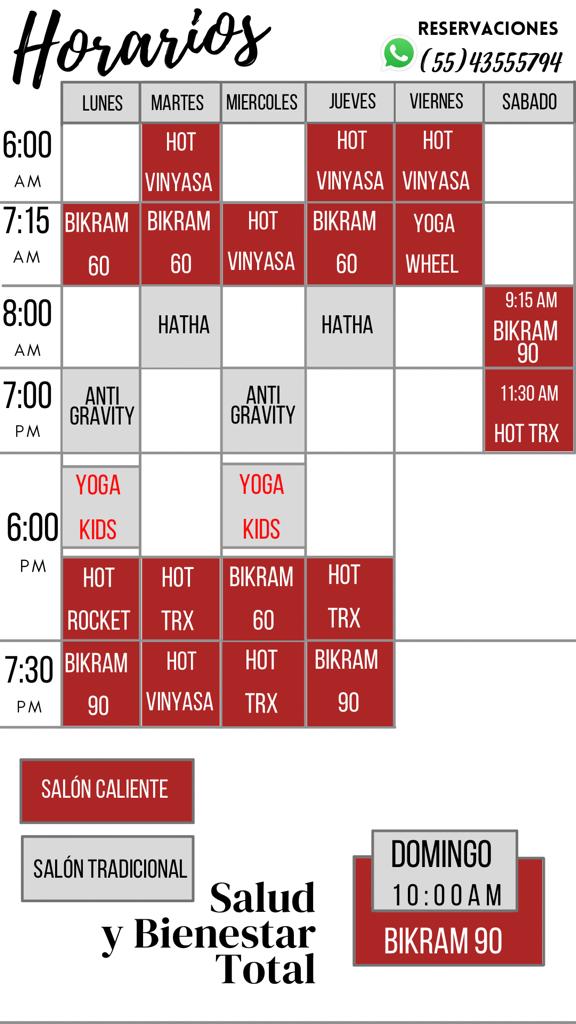 Horarios
RESERVACIONES
(55)43555794
LUNES MARTES MIERCOLES JUEVES VIERNES SABADO
6:00
AM
HOT
VINYASA
HOT
VINYASA
HOT
VINYASA
7:15
AM
BIKRAM
60
BIKRAM
60
HOT
VINYASA
BIKRAM
60
YOGA
WHEEL
8:00
AM
HATHA
HATHA
9:15 AM
BIKRAM
90
7:00
PM
ANTI
GRAVITY
ANTI
GRAVITY
11:30 AM
HOT TRX
6:00
PM
YOGA
KIDS
YOGA
KIDS
HOT
ROCKET
HOT
TRX
BIKRAM
60
HOT
TRX
7:30
PM
BIKRAM
90
HOT
VINYASA
HOT
TRX
BIKRAM
90
SALÓN CALIENTE
SALÓN TRADICIONAL
Salud
y Bienestar
Total
DOMINGO
10:00AM
BIKRAM 90